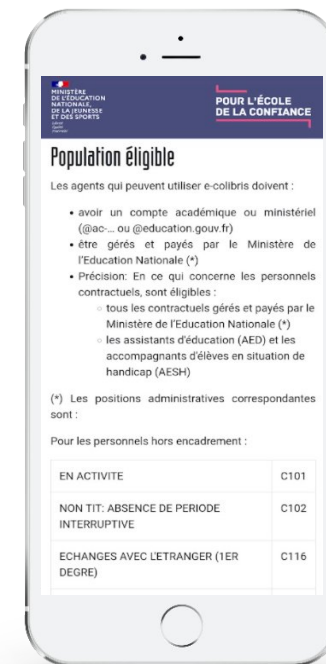 MINISTÈRE
DE L'ÉDUCATION
NATIONALE,
DE LA JEUNESSE
ET DES SPORTS
POUR L'ÉCOLE
DE LA CONFIANCE
Population éligible
Les agents qui peuvent utiliser e-colibris doivent :
• avoir un compte académique ou ministériel
(@ac-... ou @education.gouv.fr)
• être gérés et payés par le Ministère de
l'Education Nationale (*)
• Précision: En ce qui concerne les personnels
contractuels, sont éligibles :
○ tous les contractuels gérés et payés par le
Ministère de l'Education Nationale (*)
○ les assistants d'éducation (AED) et les
accompagnants d'élèves en situation de
handicap (AESH)
(*) Les positions administratives correspondantes
sont :
Pour les personnels hors encadrement :
EN ACTIVITE C101
NON TIT: ABSENCE DE PERIODE C102
INTERRUPTIVE
ECHANGES AVEC L'ETRANGER (1ER C116
DEGRE)